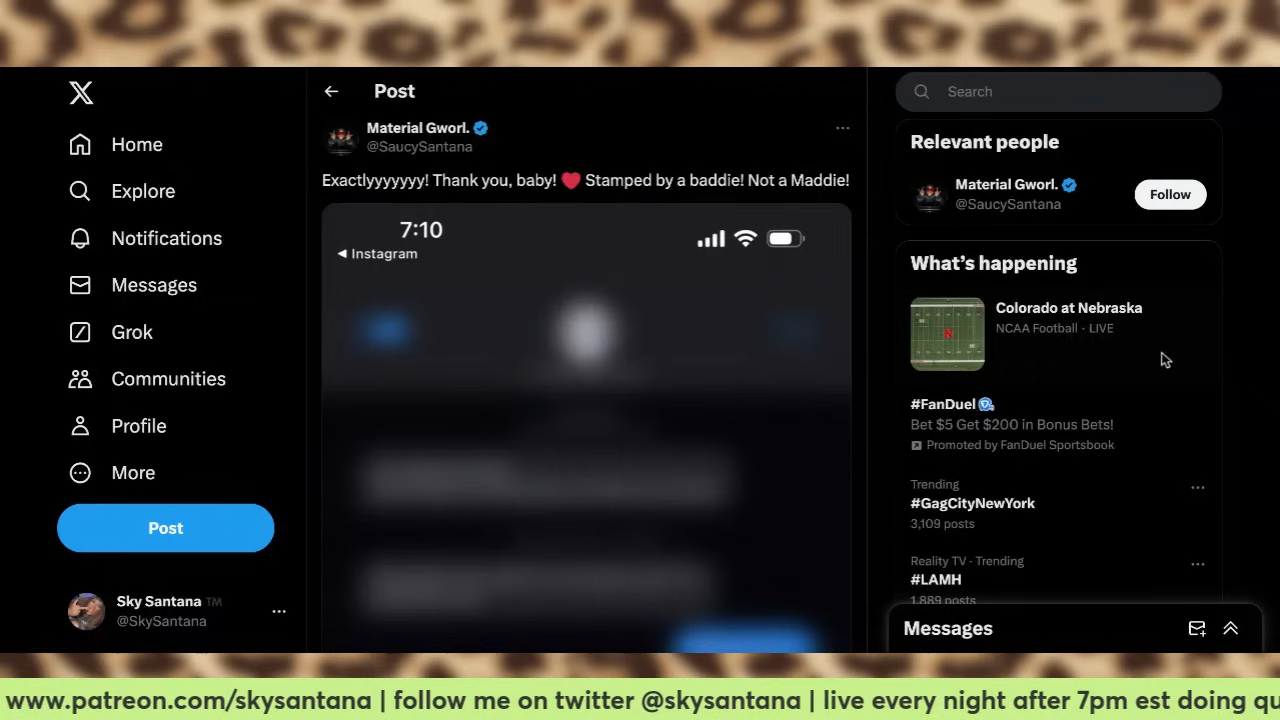 Home
Explore
Notifications
Messages
Grok
Communities
Profile
More
Post
Sky Santana TM
@SkySantana
Post
Material Gworl.
@SaucySantana
Exactlyyyyyyy! Thank you, baby! ❤️ Stamped by a baddie! Not a Maddie!
7:10
◀ Instagram
Search
Relevant people
Material Gworl.
@SaucySantana
Follow
What’s happening
Colorado at Nebraska
NCAA Football · LIVE
#FanDuel
Bet $5 Get $200 in Bonus Bets!
Promoted by FanDuel Sportsbook
Trending
#GagCityNewYork
3,109 posts
Reality TV · Trending
#LAMH
1,889 posts
Messages
www.patreon.com/skysantana | follow me on twitter @skysantana | live every night after 7pm est doing qu